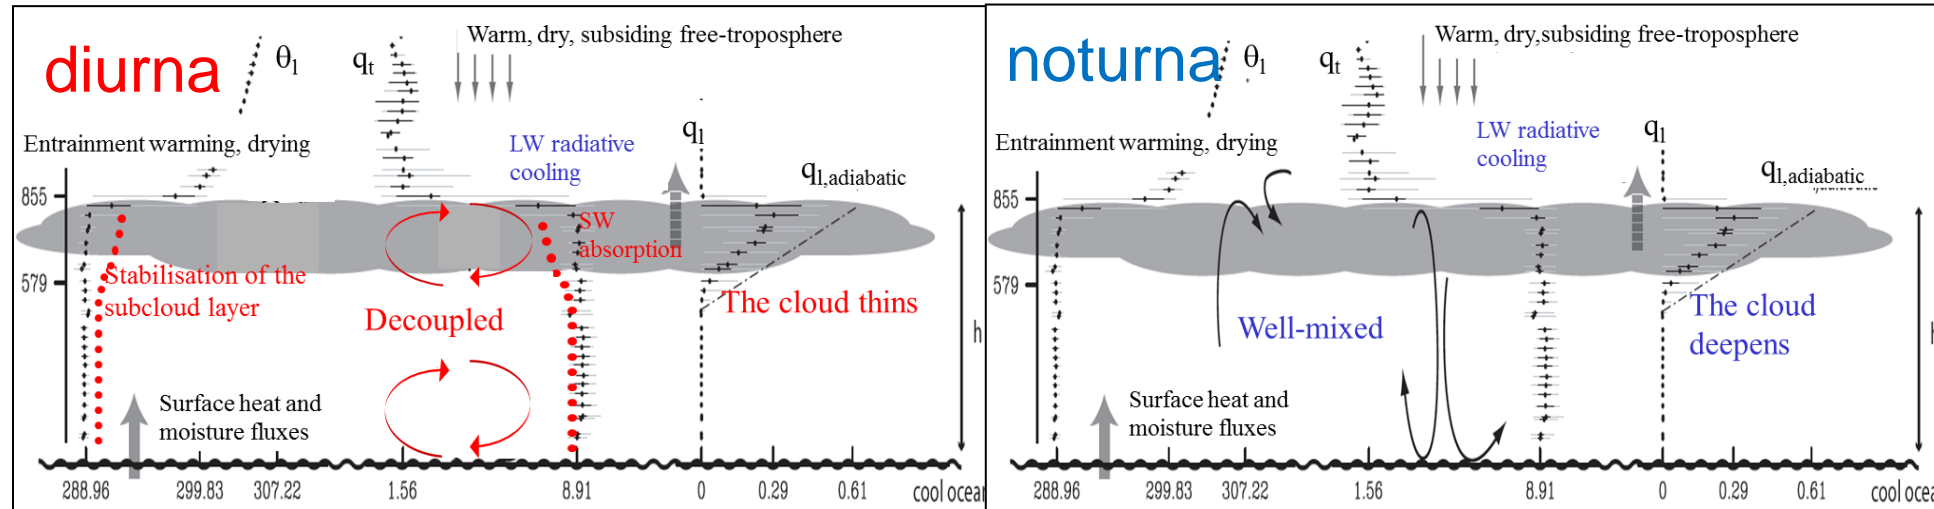 diurna
θl
qt
Warm, dry, subsiding free-troposphere
Entrainment warming, drying
LW radiative
cooling
ql
ql,adiabatic
855
SW
absorption
579
Stabilisation of the
subcloud layer
Decoupled
The cloud thins
h
Surface heat and
moisture fluxes
288.96
299.83
307.22
1.56
8.91
0
0.29
0.61
cool ocean
noturna
θl
qt
Warm, dry,subsiding free-troposphere
Entrainment warming, drying
LW radiative
cooling
ql
ql,adiabatic
855
579
Well-mixed
The cloud
deepens
Surface heat and
moisture fluxes
288.96
299.83
307.22
1.56
8.91
0
0.29
0.61
cool ocea